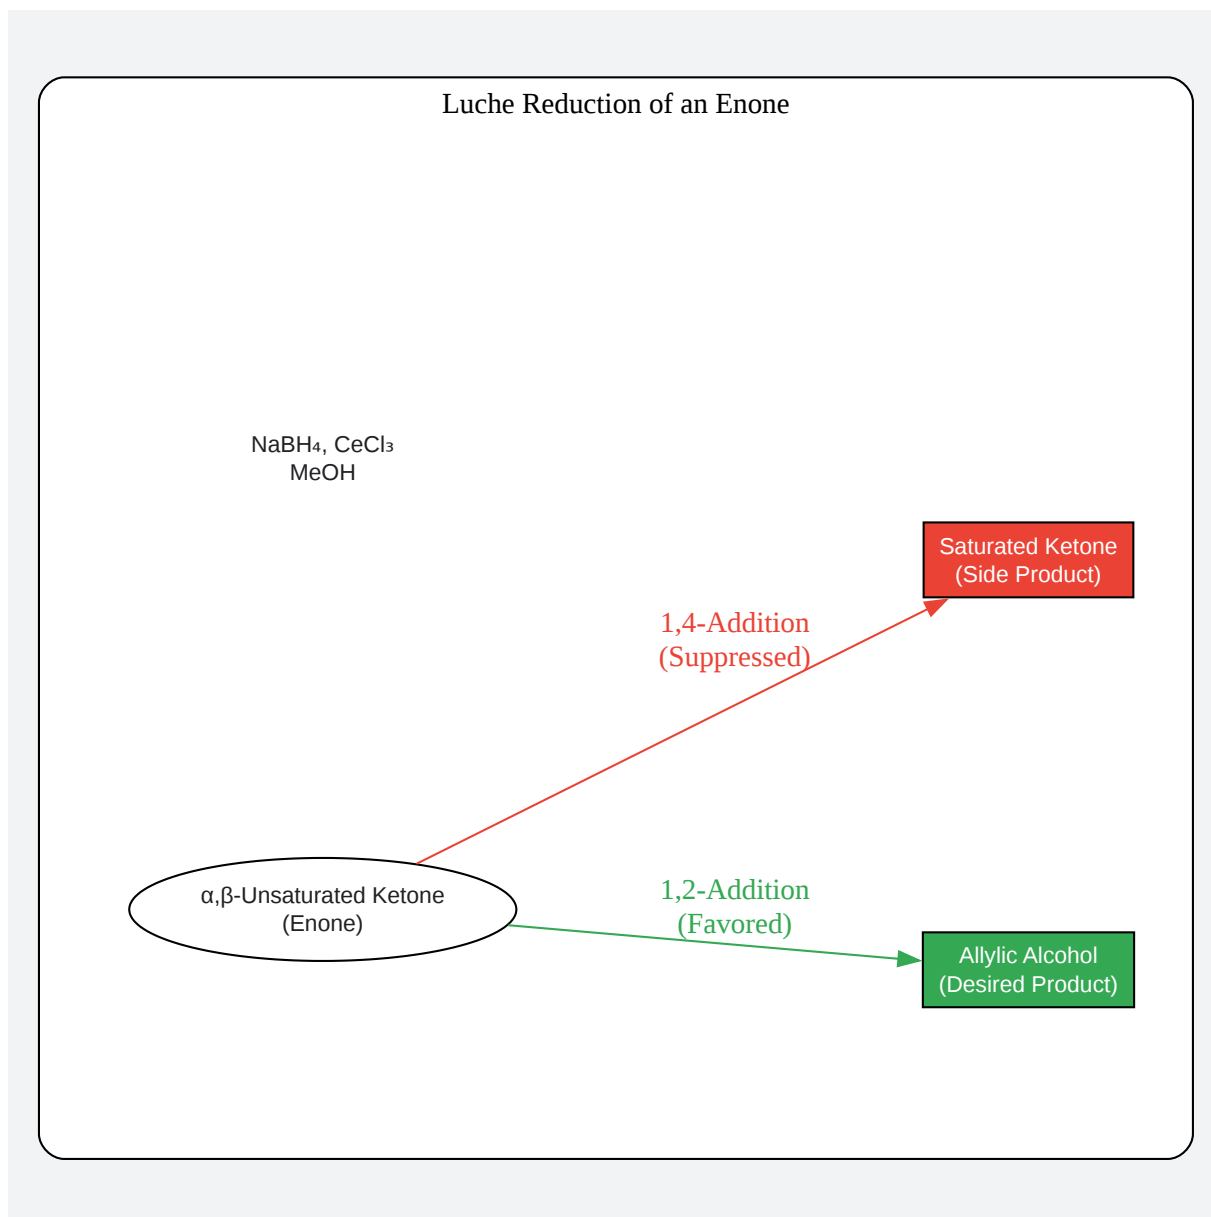 Luche Reduction of an Enone
NaBH₄, CeCl₃
MeOH
Saturated Ketone
(Side Product)
1,4-Addition
(Suppressed)
α,β-Unsaturated Ketone
(Enone)
1,2-Addition
(Favored)
Allylic Alcohol
(Desired Product)